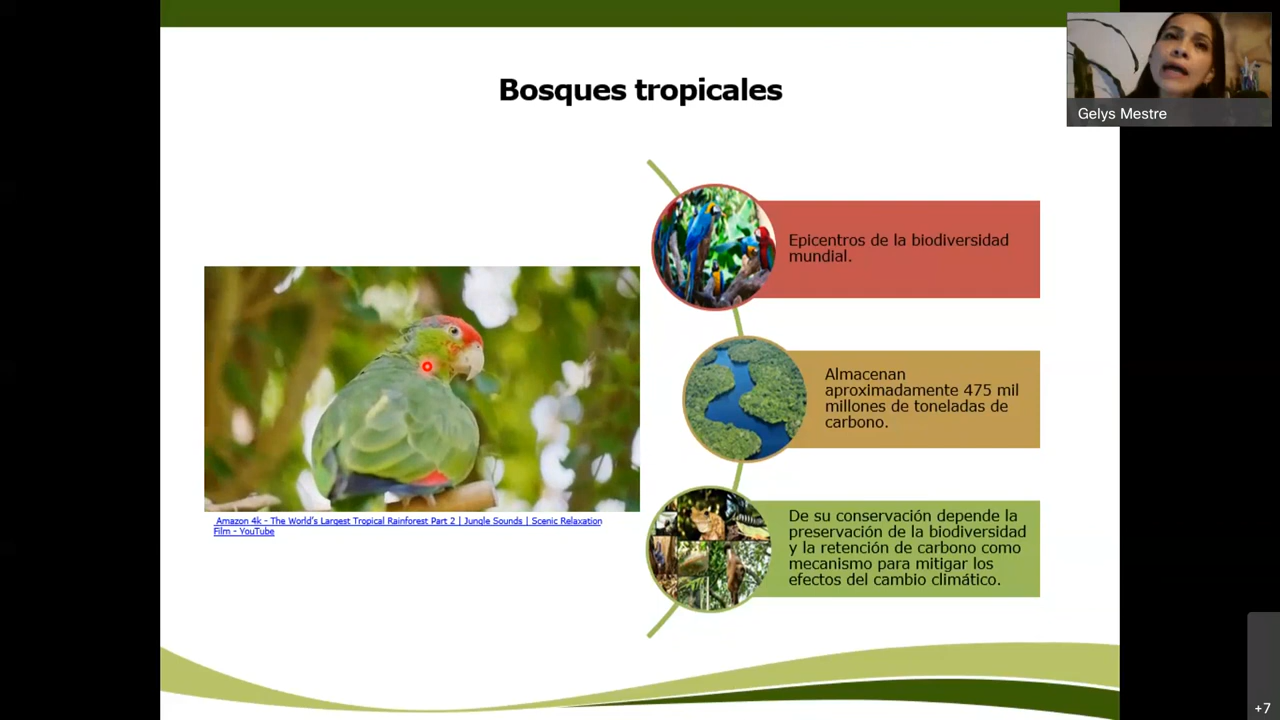 Bosques tropicales
Gelys Mestre
Epicentros de la biodiversidad
mundial.
Almacenan
aproximadamente 475 mil
millones de toneladas de
carbono.
De su conservación depende la
preservación de la biodiversidad
y la retención de carbono como
mecanismo para mitigar los
efectos del cambio climático.
Amazon 4k - The World's Largest Tropical Rainforest Part 2 | Jungle Sounds | Scenic Relaxation
Film - YouTube
+7